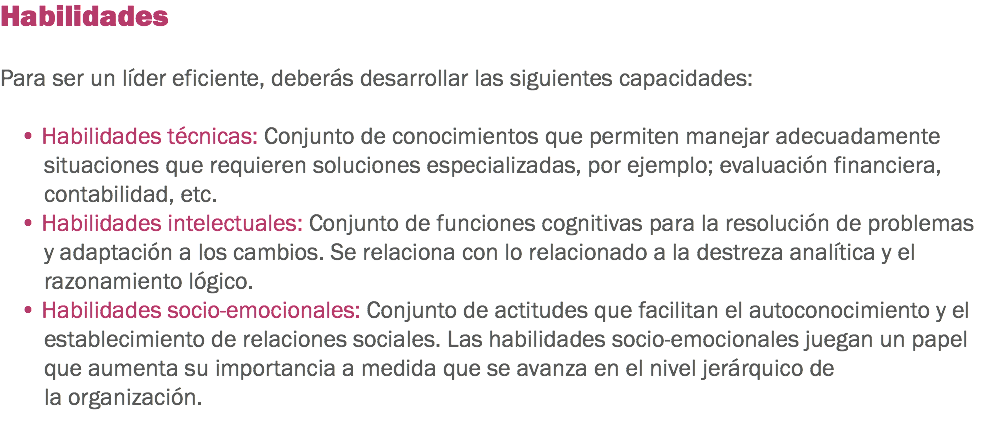 Habilidades
Para ser un líder eficiente, deberás desarrollar las siguientes capacidades:
• Habilidades técnicas: Conjunto de conocimientos que permiten manejar adecuadamente
situaciones que requieren soluciones especializadas, por ejemplo; evaluación financiera,
contabilidad, etc.
• Habilidades intelectuales: Conjunto de funciones cognitivas para la resolución de problemas
y adaptación a los cambios. Se relaciona con lo relacionado a la destreza analítica y el
razonamiento lógico.
• Habilidades socio-emocionales: Conjunto de actitudes que facilitan el autoconocimiento y el
establecimiento de relaciones sociales. Las habilidades socio-emocionales juegan un papel
que aumenta su importancia a medida que se avanza en el nivel jerárquico de
la organización.